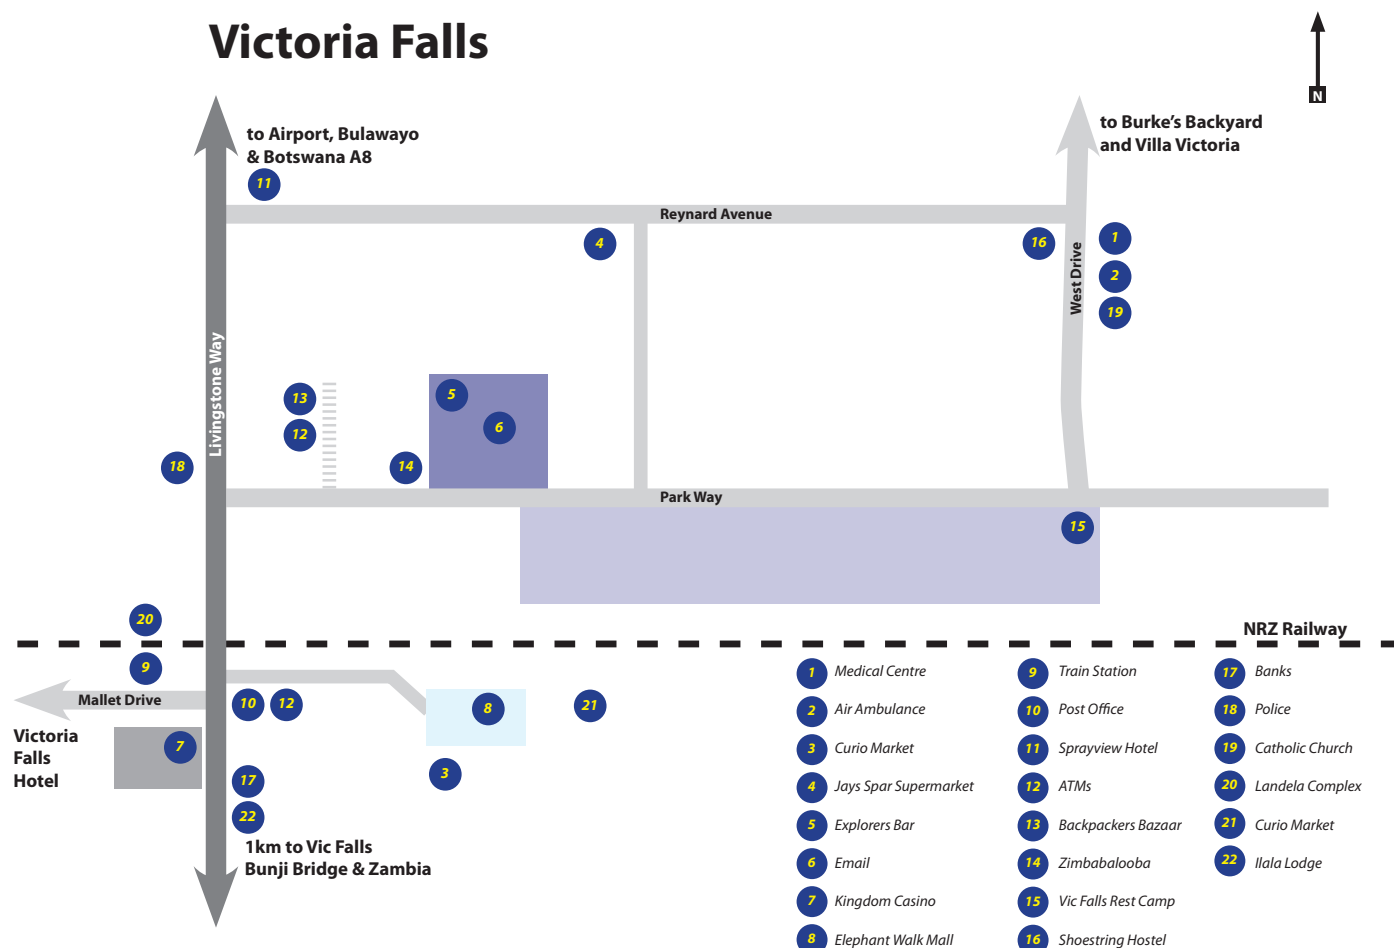 Victoria Falls
N
to Airport, Bulawayo
& Botswana A8
to Burke's Backyard
and Villa Victoria
11
Reynard Avenue
4
16
1
2
19
West Drive
Livingstone Way
13
12
5
6
18
14
Park Way
15
20
NRZ Railway
9
Mallet Drive
10
12
8
21
Victoria
Falls
Hotel
7
17
3
22
1km to Vic Falls
Bunji Bridge & Zambia
1 Medical Centre
2 Air Ambulance
3 Curio Market
4 Jays Spar Supermarket
5 Explorers Bar
6 Email
7 Kingdom Casino
8 Elephant Walk Mall
9 Train Station
10 Post Office
11 Sprayview Hotel
12 ATMs
13 Backpackers Bazaar
14 Zimbabalooba
15 Vic Falls Rest Camp
16 Shoestring Hostel
17 Banks
18 Police
19 Catholic Church
20 Landela Complex
21 Curio Market
22 Ilala Lodge